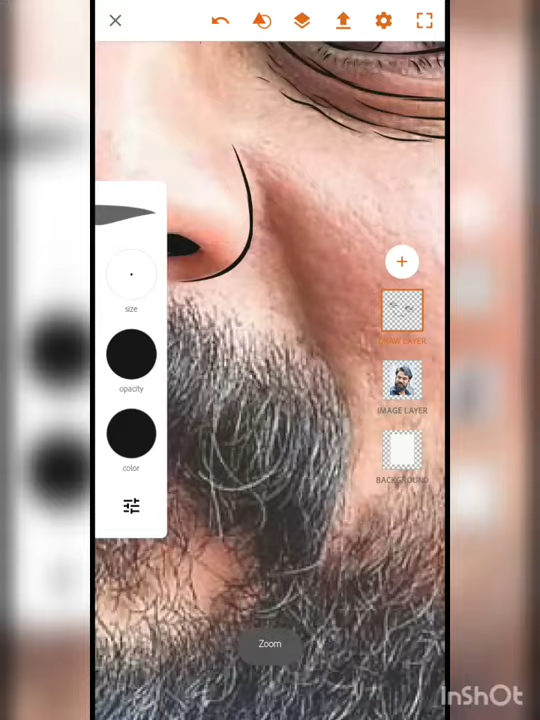 size
DRAW LAYER
opacity
IMAGE LAYER
color
BACKGROUND
Zoom
InShOt